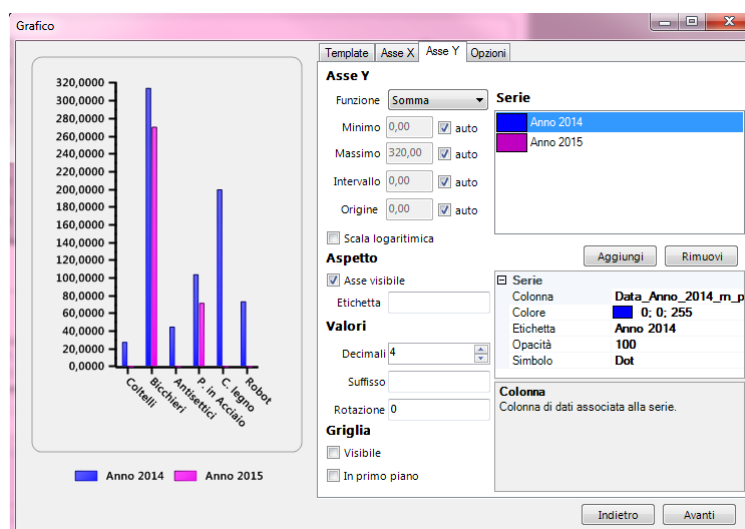 Grafico
Template
Asse X
Asse Y
Opzioni
320,0000
300,0000
280,0000
260,0000
240,0000
220,0000
200,0000
180,0000
160,0000
140,0000
120,0000
100,0000
80,0000
60,0000
40,0000
20,0000
0,0000
Coltelli
Bicchieri
Antisettici
P. in Acciaio
C. legno
Robot
Anno 2014
Anno 2015
Asse Y
Funzione Somma
Minimo 0,00 auto
Massimo 320,00 auto
Intervallo 0,00 auto
Origine 0,00 auto
Scala logaritmica
Aspetto
Asse visibile
Etichetta
Valori
Decimali 4
Suffisso
Rotazione 0
Griglia
Visibile
In primo piano
Serie
Anno 2014
Anno 2015
Aggiungi
Rimuovi
Serie
Colonna Data_Anno_2014_m_p
Colore 0; 0; 255
Etichetta Anno 2014
Opacità 100
Simbolo Dot
Colonna
Colonna di dati associata alla serie.
Indietro
Avanti